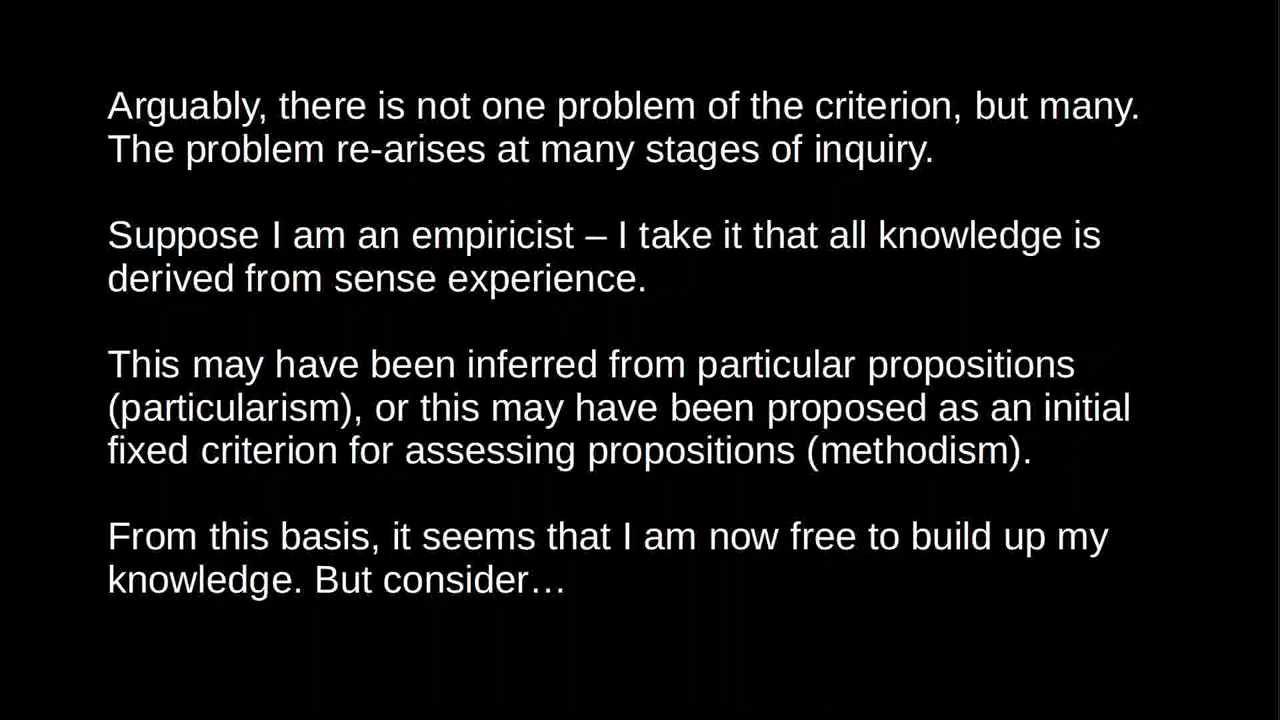 Arguably, there is not one problem of the criterion, but many.
The problem re-arises at many stages of inquiry.
Suppose I am an empiricist – I take it that all knowledge is
derived from sense experience.
This may have been inferred from particular propositions
(particularism), or this may have been proposed as an initial
fixed criterion for assessing propositions (methodism).
From this basis, it seems that I am now free to build up my
knowledge. But consider…